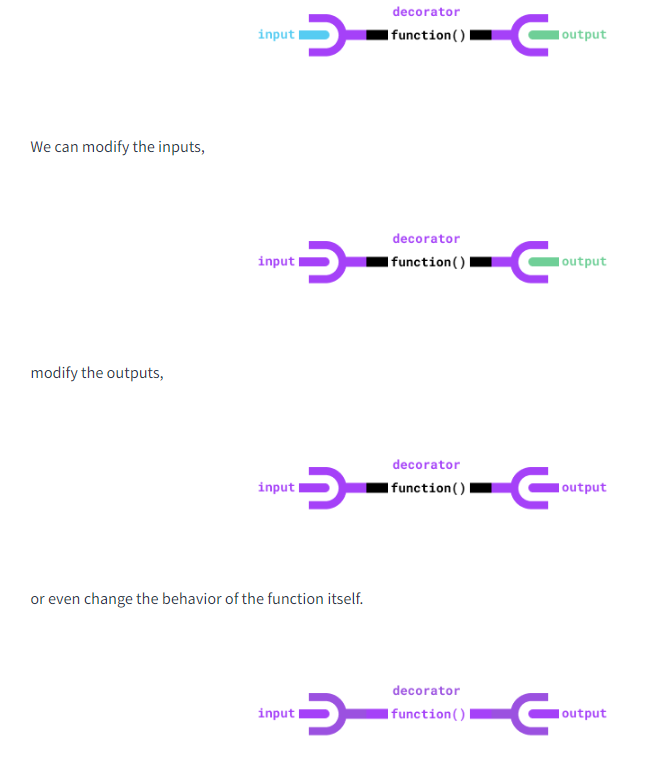 decorator
input function() output
We can modify the inputs,
decorator
input function() output
modify the outputs,
decorator
input function() output
or even change the behavior of the function itself.
decorator
input function() output